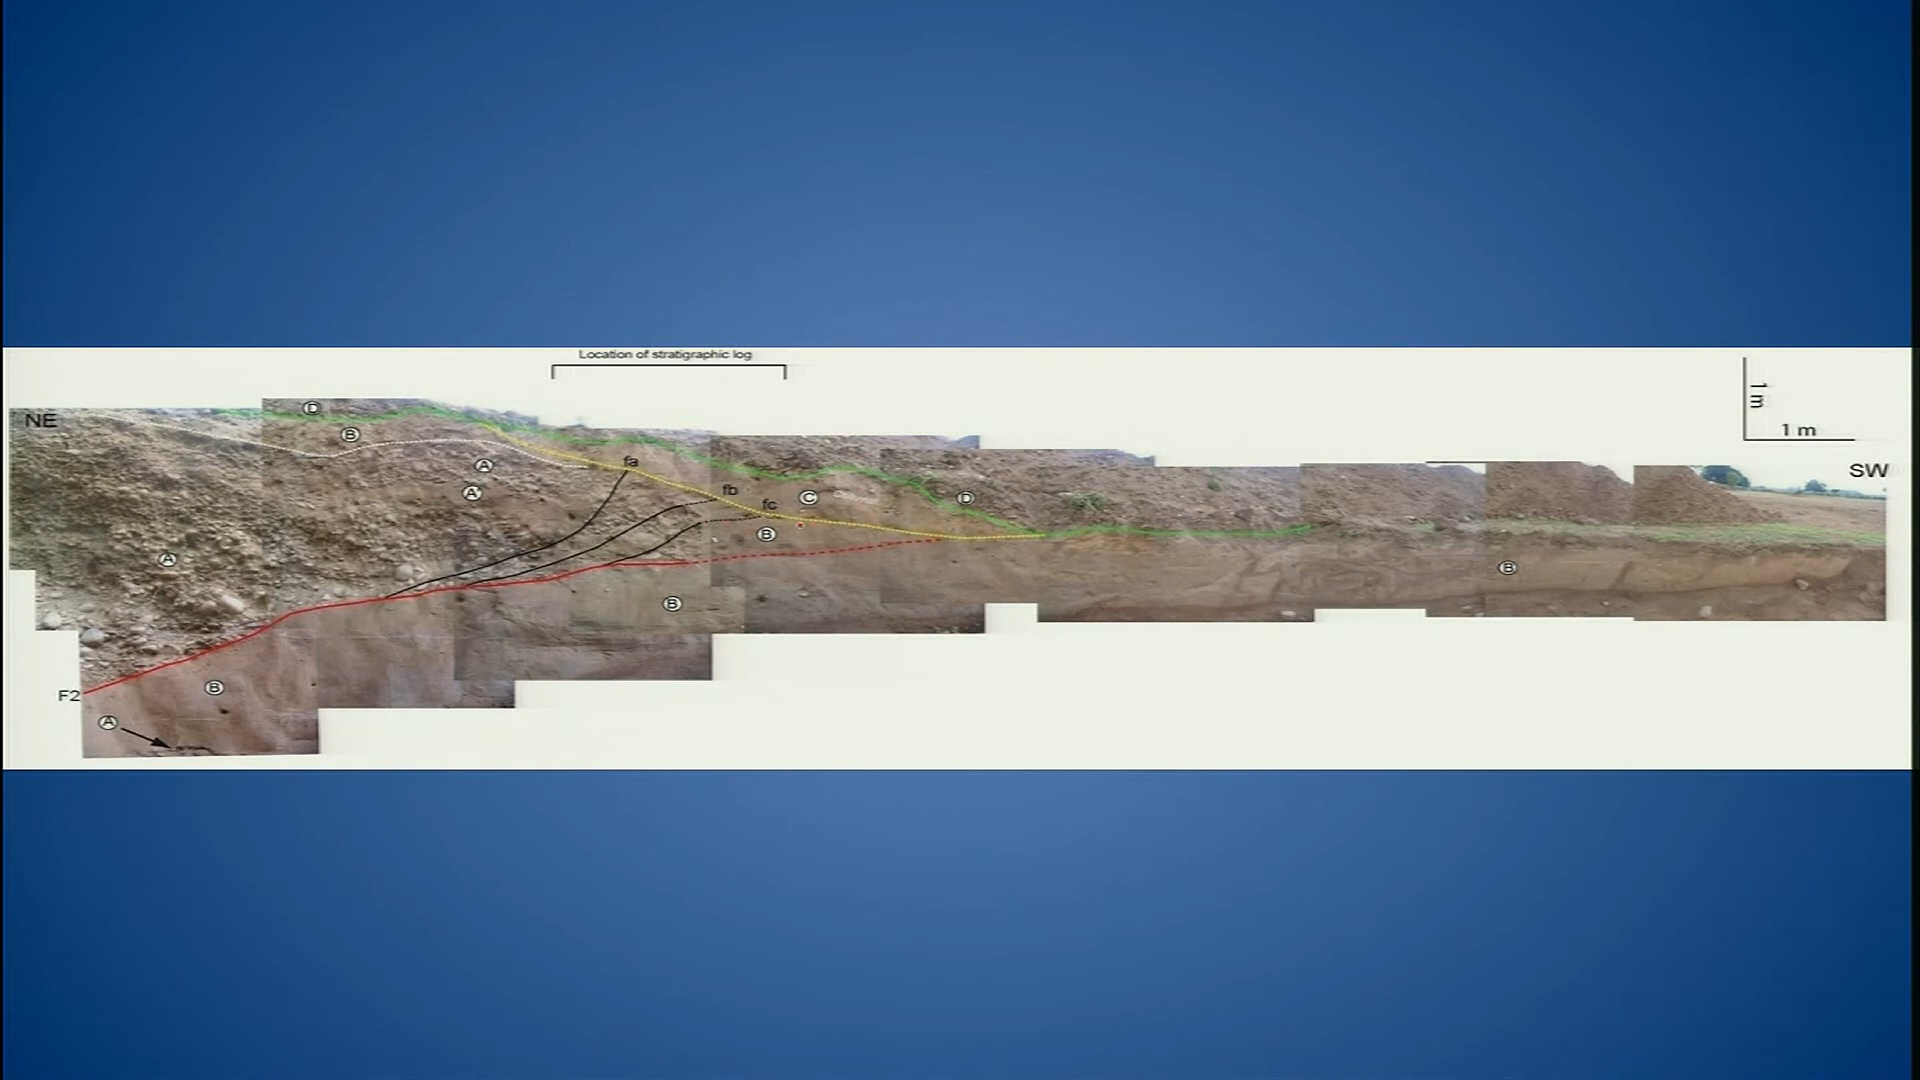 Location of stratigraphic log
NE
D
B
A
A'
fa
fb
fc
C
D
1 m
1 m
SW
A
B
B
B
F2
B
A